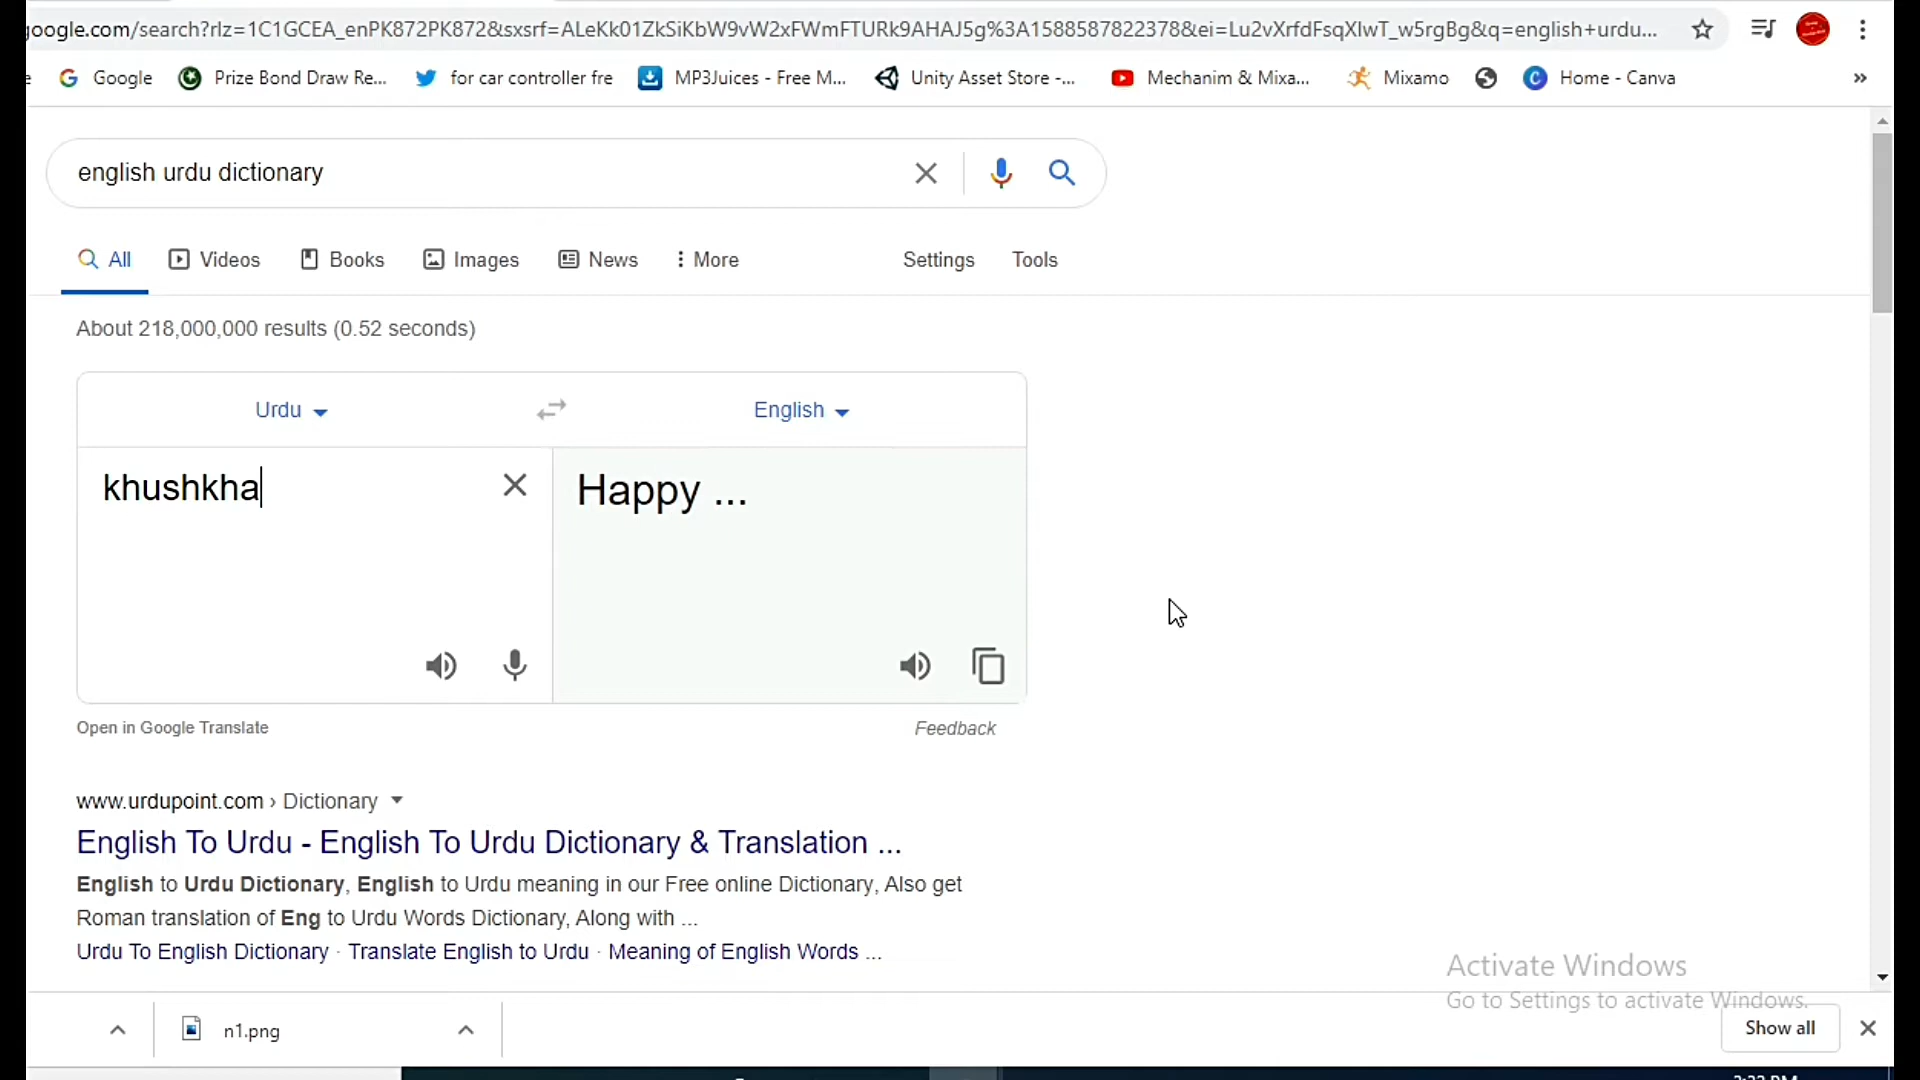 oogle.com/search?rlz=1C1GCEA_enPK872PK872&sxsrf=ALeKk01ZkSiKbW9vW2xFWmFTURk9AHAJ5g%3A1588587822378&ei=Lu2vXrfdFsqXlwT_w5rgBg&q=english+urdu...
Google Prize Bond Draw Re... for car controller fre MP3Juices - Free M... Unity Asset Store -... Mechanim & Mixa... Mixamo Home - Canva »
english urdu dictionary
All Videos Books Images News More Settings Tools
About 218,000,000 results (0.52 seconds)
Urdu English
khushkha Happy ...
Open in Google Translate Feedback
www.urdupoint.com › Dictionary
English To Urdu - English To Urdu Dictionary & Translation ...
English to Urdu Dictionary, English to Urdu meaning in our Free online Dictionary, Also get
Roman translation of Eng to Urdu Words Dictionary, Along with ...
Urdu To English Dictionary · Translate English to Urdu · Meaning of English Words ...
Activate Windows
Go to Settings to activate Windows.
n1.png Show all